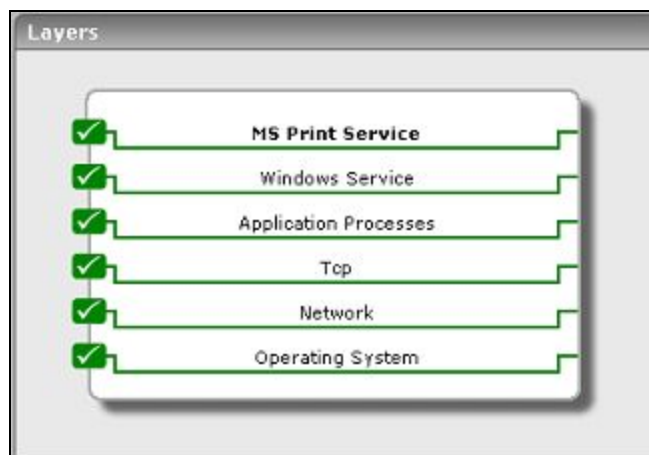 Layers
MS Print Service
Windows Service
Application Processes
Tcp
Network
Operating System